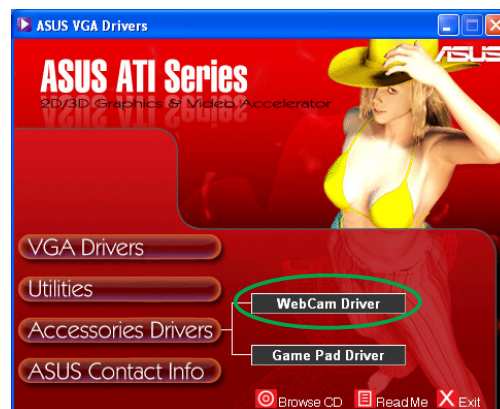 ASUS VGA Drivers
ASUS
ASUS ATI Series
2D/3D Graphics & Video Accelerator
VGA Drivers
Utilities
WebCam Driver
Accessories Drivers
Game Pad Driver
ASUS Contact Info
Browse CD ReadMe X Exit